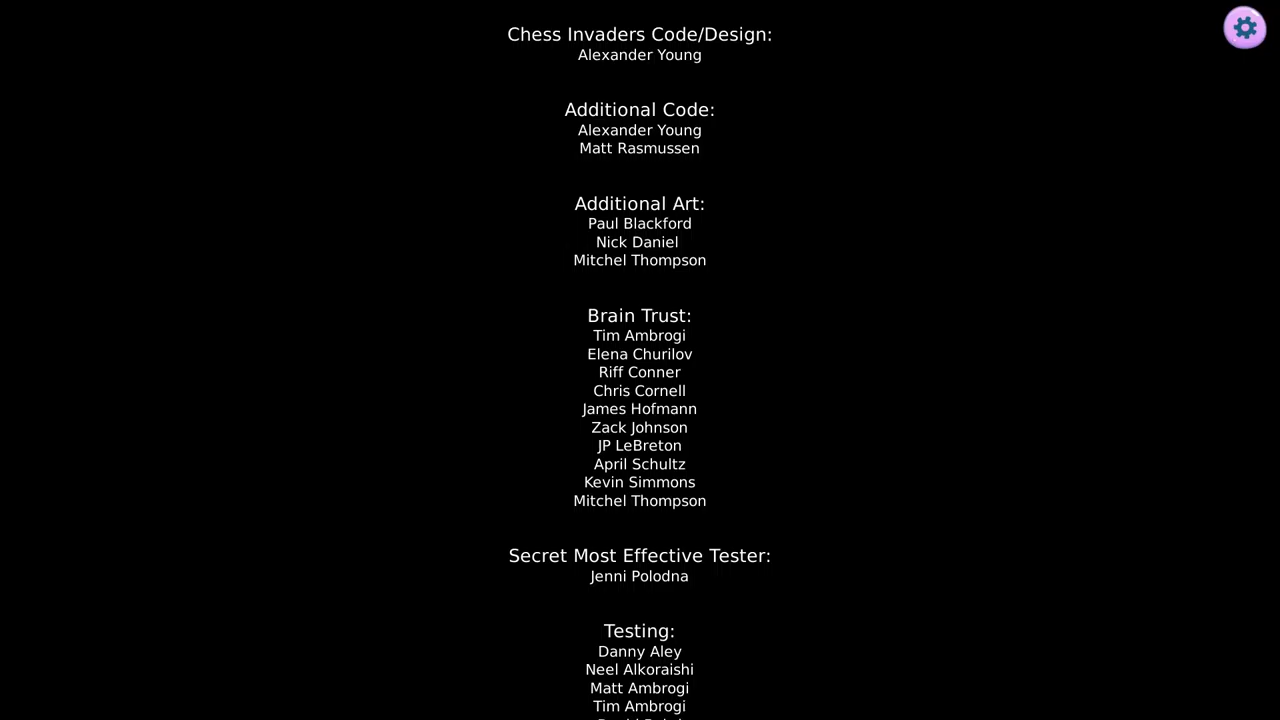 Chess Invaders Code/Design:
Alexander Young
Additional Code:
Alexander Young
Matt Rasmussen
Additional Art:
Paul Blackford
Nick Daniel
Mitchel Thompson
Brain Trust:
Tim Ambrogi
Elena Churilov
Riff Conner
Chris Cornell
James Hofmann
Zack Johnson
JP LeBreton
April Schultz
Kevin Simmons
Mitchel Thompson
Secret Most Effective Tester:
Jenni Polodna
Testing:
Danny Aley
Neel Alkoraishi
Matt Ambrogi
Tim Ambrogi